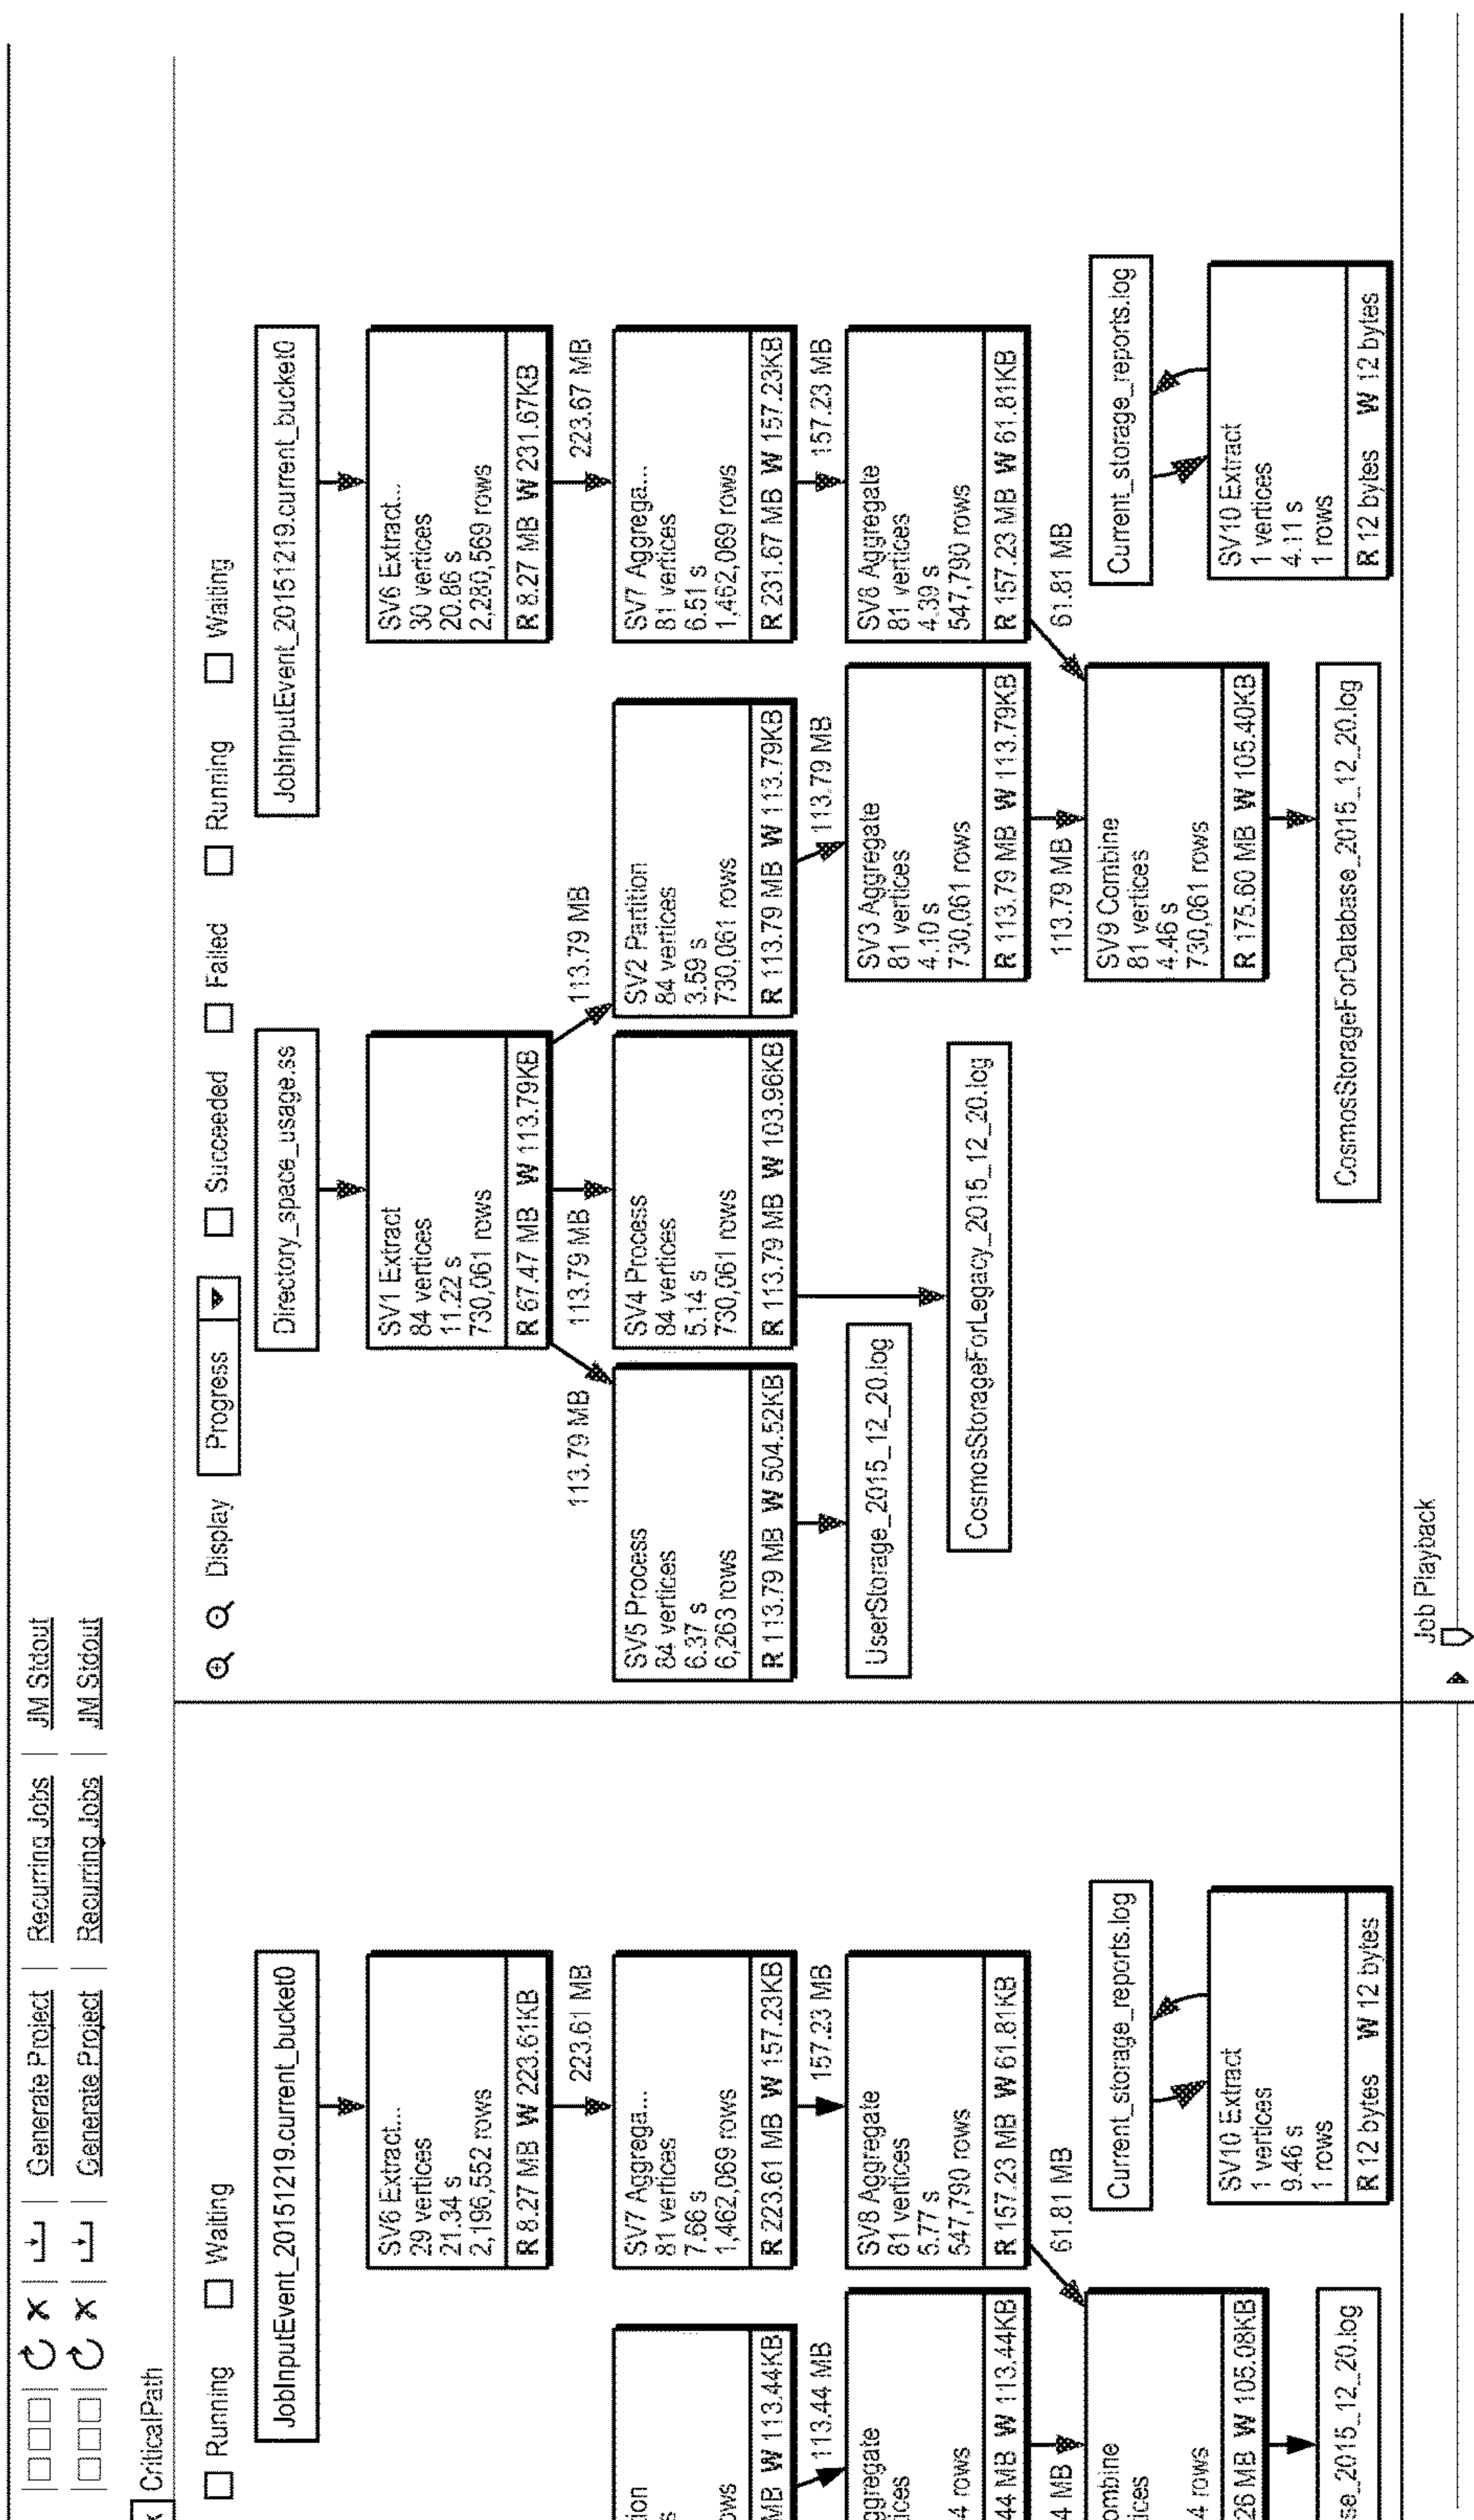 Generate Project | Recurring Jobs | JM Stdout
Generate Project | Recurring Jobs | JM Stdout
CriticalPath
Running Waiting
JobInputEvent_20151219.current_bucket0
SV6 Extract...
29 vertices
21.34 s
2,196,552 rows
R 8.27 MB W 223.61KB
223.61 MB
SV7 Aggrega...
81 vertices
7.66 s
1,462,069 rows
R 223.61 MB W 157.23KB
MB W 113.44KB
157.23 MB
113.44 MB
SV8 Aggregate
81 vertices
5.77 s
547,790 rows
R 157.23 MB W 61.81KB
4 rows
44 MB W 113.44KB
61.81 MB
4 MB
Current_storage_reports.log
4 rows
26 MB W 105.08KB
SV10 Extract
1 vertices
9.46 s
1 rows
R 12 bytes W 12 bytes
se_2015_12_20.log
Display Progress Succeeded Failed Running Waiting
Directory_space_usage.ss
JobInputEvent_20151219.current_bucket0
SV1 Extract
84 vertices
11.22 s
730,061 rows
R 67.47 MB W 113.79KB
SV6 Extract...
30 vertices
20.86 s
2,280,569 rows
R 8.27 MB W 231.67KB
113.79 MB
113.79 MB
113.79 MB
223.67 MB
SV5 Process
84 vertices
6.37 s
6,263 rows
R 113.79 MB W 504.52KB
SV4 Process
84 vertices
5.14 s
730,061 rows
R 113.79 MB W 103.96KB
SV2 Partition
84 vertices
3.59 s
730,061 rows
R 113.79 MB W 113.79KB
SV7 Aggrega...
81 vertices
6.51 s
1,462,069 rows
R 231.67 MB W 157.23KB
113.79 MB
157.23 MB
UserStorage_2015_12_20.log
CosmosStorageForLegacy_2015_12_20.log
SV3 Aggregate
81 vertices
4.10 s
730,061 rows
R 113.79 MB W 113.79KB
SV8 Aggregate
81 vertices
4.39 s
547,790 rows
R 157.23 MB W 61.81KB
113.79 MB
61.81 MB
SV9 Combine
81 vertices
4.46 s
730,061 rows
R 175.60 MB W 105.40KB
Current_storage_reports.log
SV10 Extract
1 vertices
4.11 s
1 rows
R 12 bytes W 12 bytes
CosmosStorageForDatabase_2015_12_20.log
Job Playback